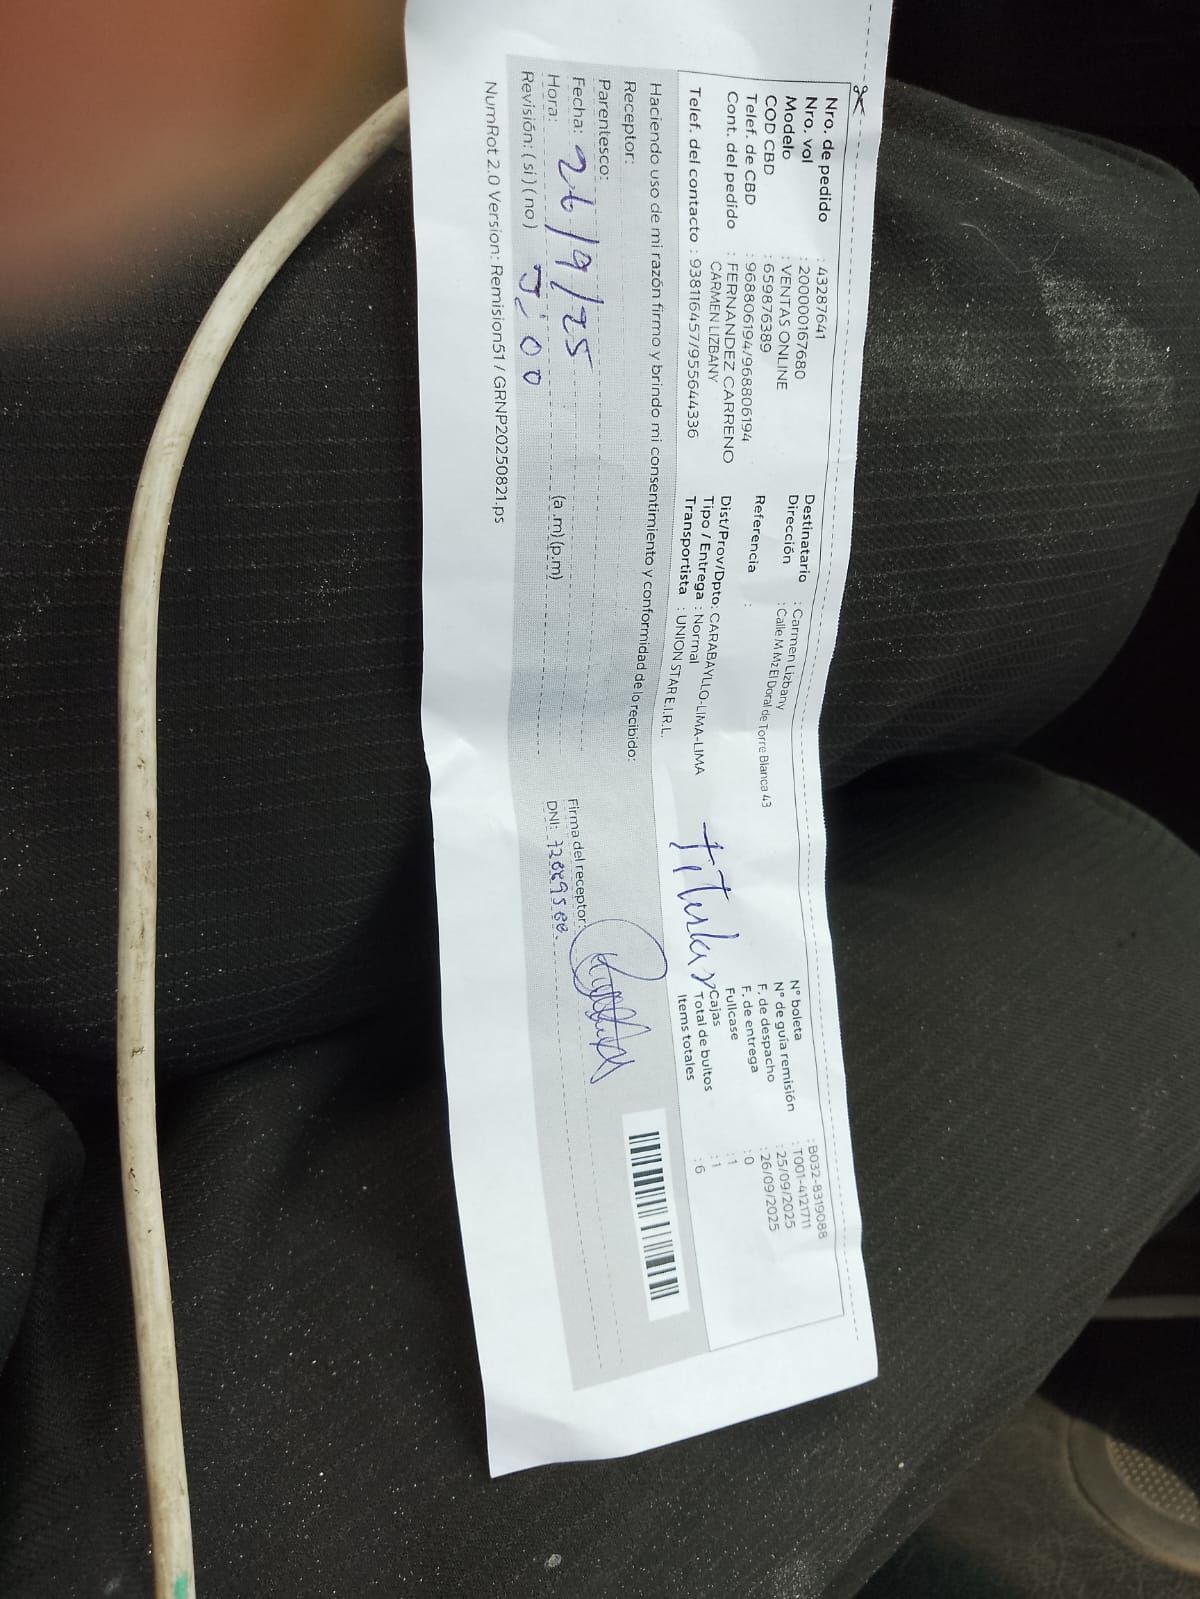 Nro. de pedido : 43287641
Nro. vol : 200000167680
Modelo : VENTAS ONLINE
COD CBD : 659876389
Telef. de CBD : 968806194/968806194
Cont. del pedido : FERNANDEZ CARRENO
CARMEN LIZBANY
Telef. del contacto : 938116457/955644336
Destinatario : Carmen Lizbany
Dirección : Calle M Mz El Doral de Torre Blanca 43
Referencia :
Dist/Prov/Dpto: CARABAYLLO-LIMA-LIMA
Tipo / Entrega : Normal
Transportista : UNION STAR E.I.R.L.
Titular
N° boleta : B032-8319088
N° de guía remisión : T001-4121711
F. de despacho : 25/09/2025
F. de entrega : 26/09/2025
Fullcase : 0
Cajas : 1
Total de bultos : 1
Items totales : 6
Haciendo uso de mi razón firmo y brindo mi consentimiento y conformidad de lo recibido:
Receptor:
Parentesco:
Fecha: 26/9/25
Hora: (a.m)(p.m)
Revisión: (si) (no) :00
Firma del receptor:
DNI:
NumRot 2.0 Version: Remision51 / GRNP20250821.ps